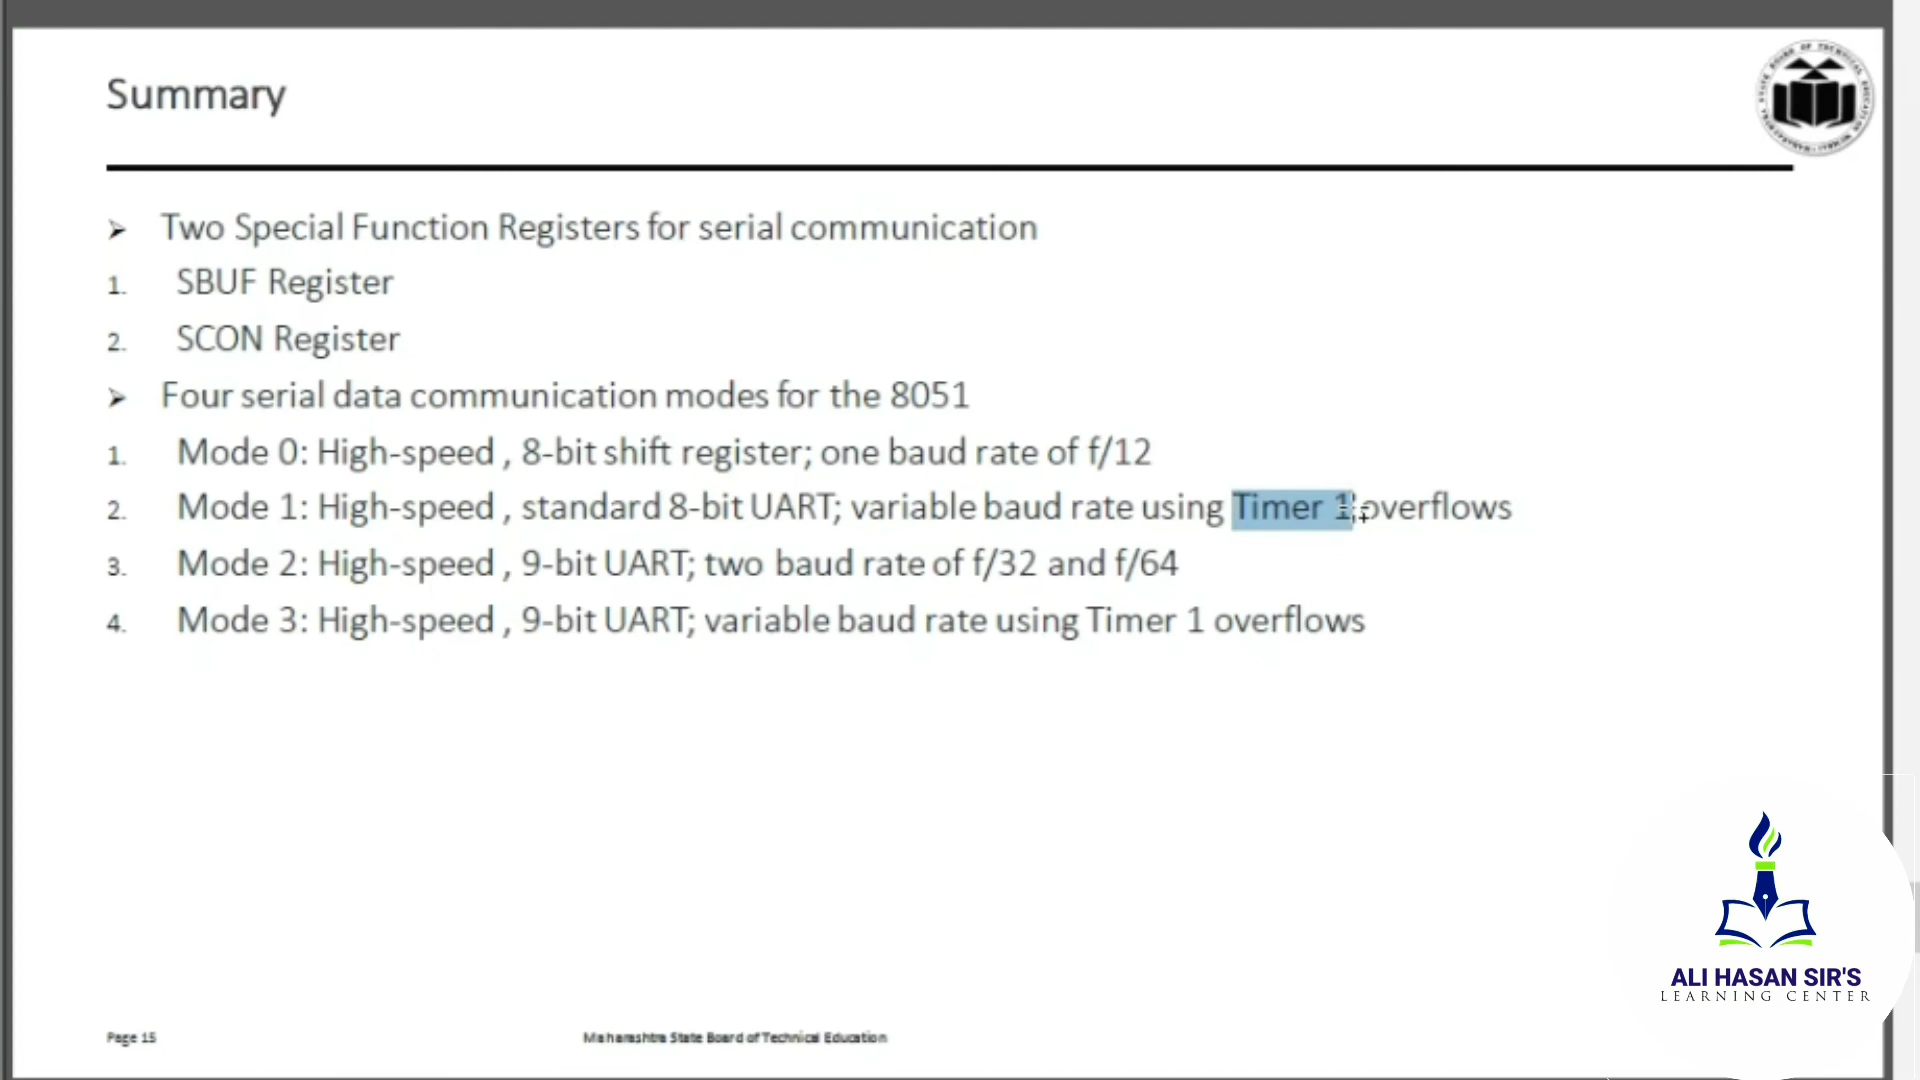 Summary
➤ Two Special Function Registers for serial communication
1. SBUF Register
2. SCON Register
➤ Four serial data communication modes for the 8051
1. Mode 0: High-speed , 8-bit shift register; one baud rate of f/12
2. Mode 1: High-speed , standard 8-bit UART; variable baud rate using Timer 1 overflows
3. Mode 2: High-speed , 9-bit UART; two baud rate of f/32 and f/64
4. Mode 3: High-speed , 9-bit UART; variable baud rate using Timer 1 overflows
ALI HASAN SIR'S
LEARNING CENTER
Page 15
Maharashtra State Board of Technical Education